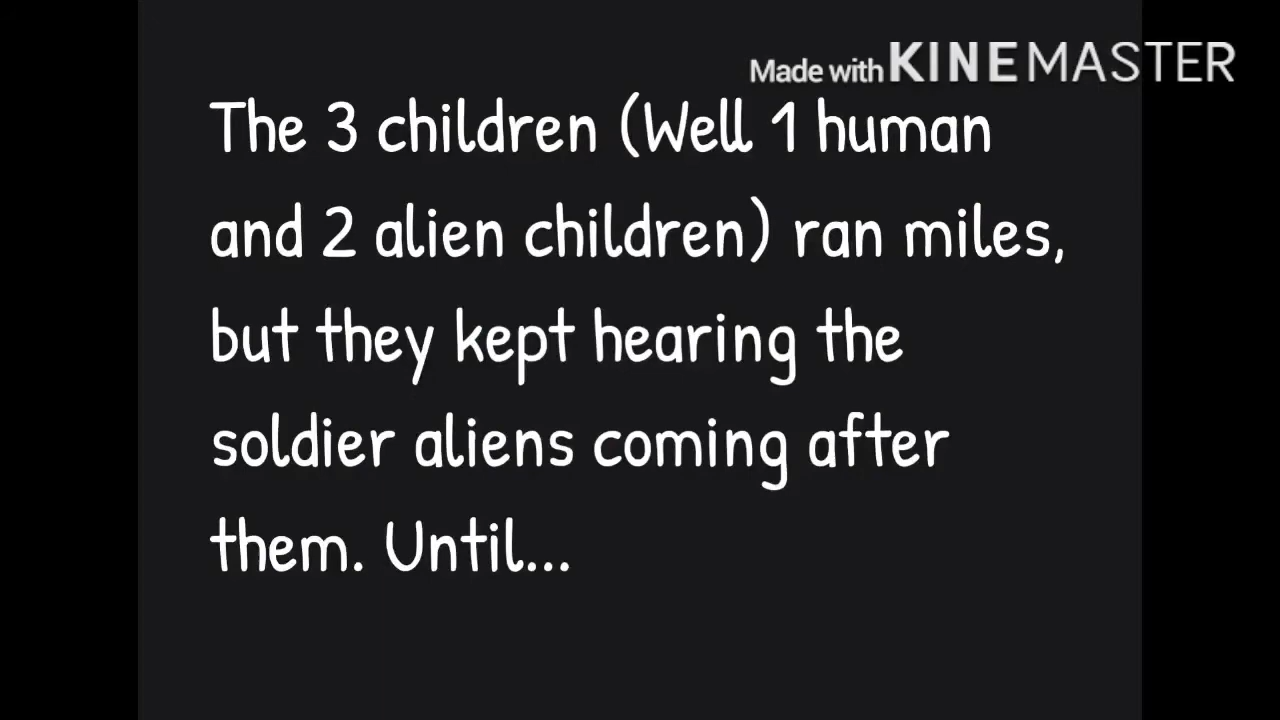 Made with KINEMASTER
The 3 children (Well 1 human
and 2 alien children) ran miles,
but they kept hearing the
soldier aliens coming after
them. Until...